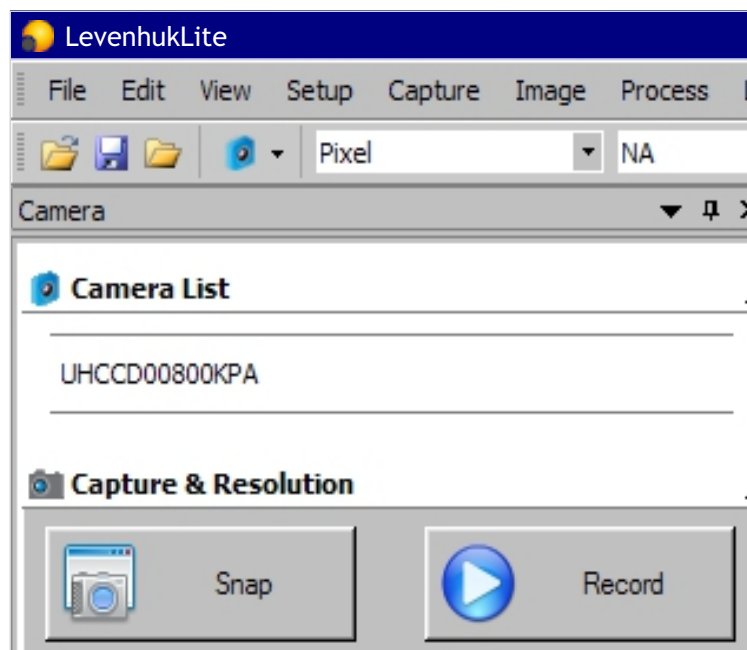 LevenhukLite
File Edit View Setup Capture Image Process
Pixel NA
Camera
Camera List
UHCCD00800KPA
Capture & Resolution
Snap Record